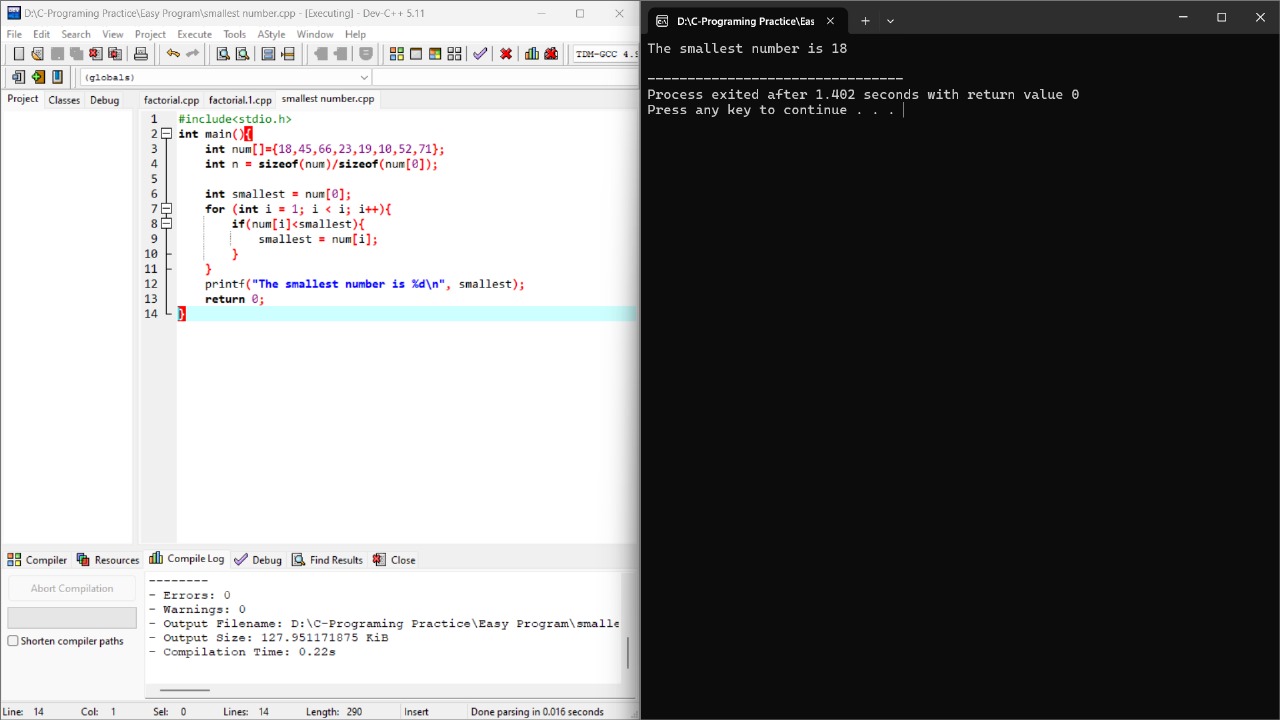 D:\C-Programing Practice\Easy Program\smallest number.cpp - [Executing] - Dev-C++ 5.11
File Edit Search View Project Execute Tools AStyle Window Help
TDM-GCC 4.9
(globals)
Project Classes Debug
factorial.cpp factorial.1.cpp smallest number.cpp
1 #include<stdio.h>
2 int main(){
3 int num[]={18,45,66,23,19,10,52,71};
4 int n = sizeof(num)/sizeof(num[0]);
5
6 int smallest = num[0];
7 for (int i = 1; i < i; i++){
8 if(num[i]<smallest){
9 smallest = num[i];
10 }
11 }
12 printf("The smallest number is %d\n", smallest);
13 return 0;
14 }
Compiler Resources Compile Log Debug Find Results Close
Abort Compilation
Shorten compiler paths
--------
- Errors: 0
- Warnings: 0
- Output Filename: D:\C-Programing Practice\Easy Program\smalle
- Output Size: 127.951171875 KiB
- Compilation Time: 0.22s
Line: 14 Col: 1 Sel: 0 Lines: 14 Length: 290 Insert Done parsing in 0.016 seconds
D:\C-Programing Practice\Eas
The smallest number is 18
--------------------------------
Process exited after 1.402 seconds with return value 0
Press any key to continue . . .